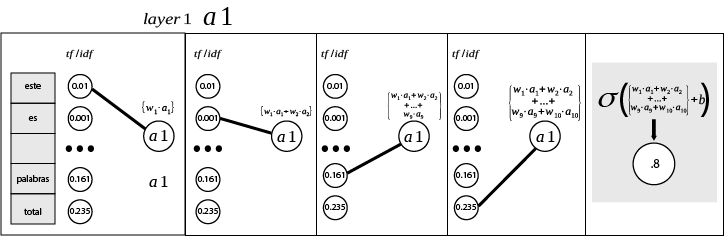 layer 1 a1
tf/idf
este
0.01
{w₁·a₁}
es
0.001
a1
palabras
0.161
a1
total
0.235
tf/idf
0.01
{w₁·a₁+w₂·a₂}
0.001
a1
0.161
0.235
tf/idf
0.01
w₁·a₁+w₂·a₂
+...+
w₉·a₉
0.001
a1
0.161
0.235
tf/idf
0.01
w₁·a₁+w₂·a₂
+...+
w₉·a₉+w₁₀·a₁₀
0.001
a1
0.161
0.235
w₁·a₁+w₂·a₂
σ( +...+ +b)
w₉·a₉+w₁₀·a₁₀
.8